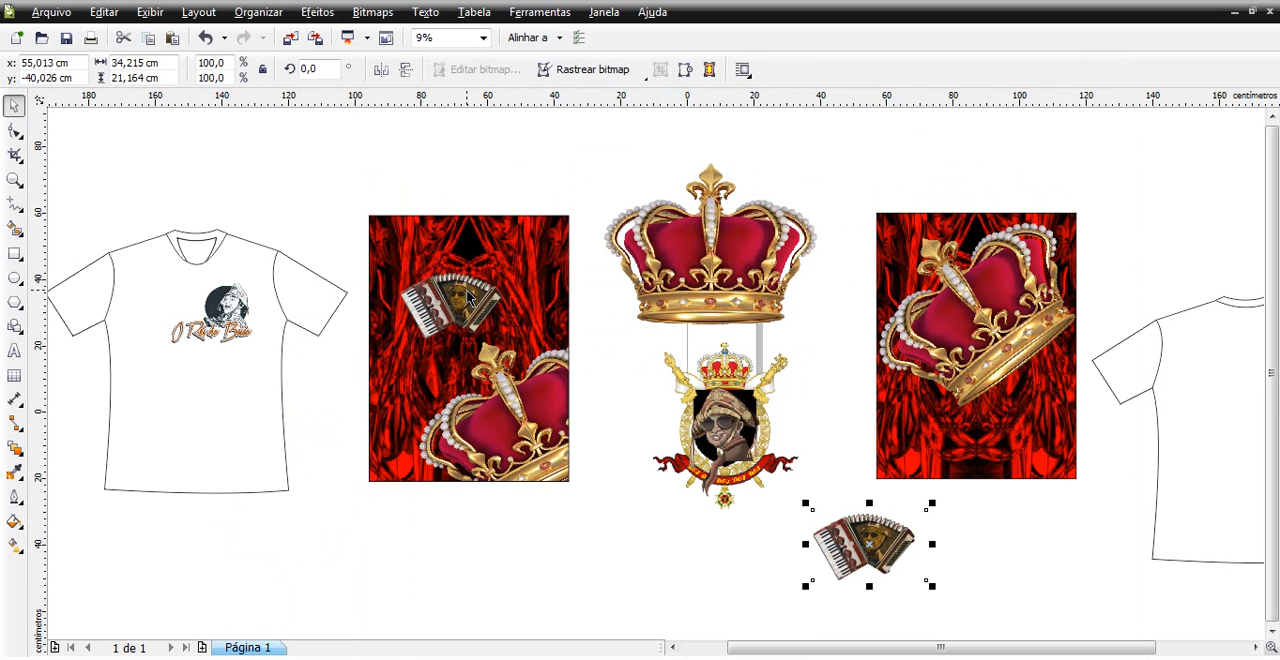 Arquivo Editar Exibir Layout Organizar Efeitos Bitmaps Texto Tabela Ferramentas Janela Ajuda
9% Alinhar a
x: 55,013 cm 34,215 cm 100,0 % 0,0 ° Editar bitmap... Rastrear bitmap
y: -40,026 cm 21,164 cm 100,0 %
180 160 140 120 100 80 60 40 20 0 20 40 60 80 100 120 140 160 centímetros
80
60
40
20
0
20
40
centímetros
O Rei do
1 de 1 Página 1